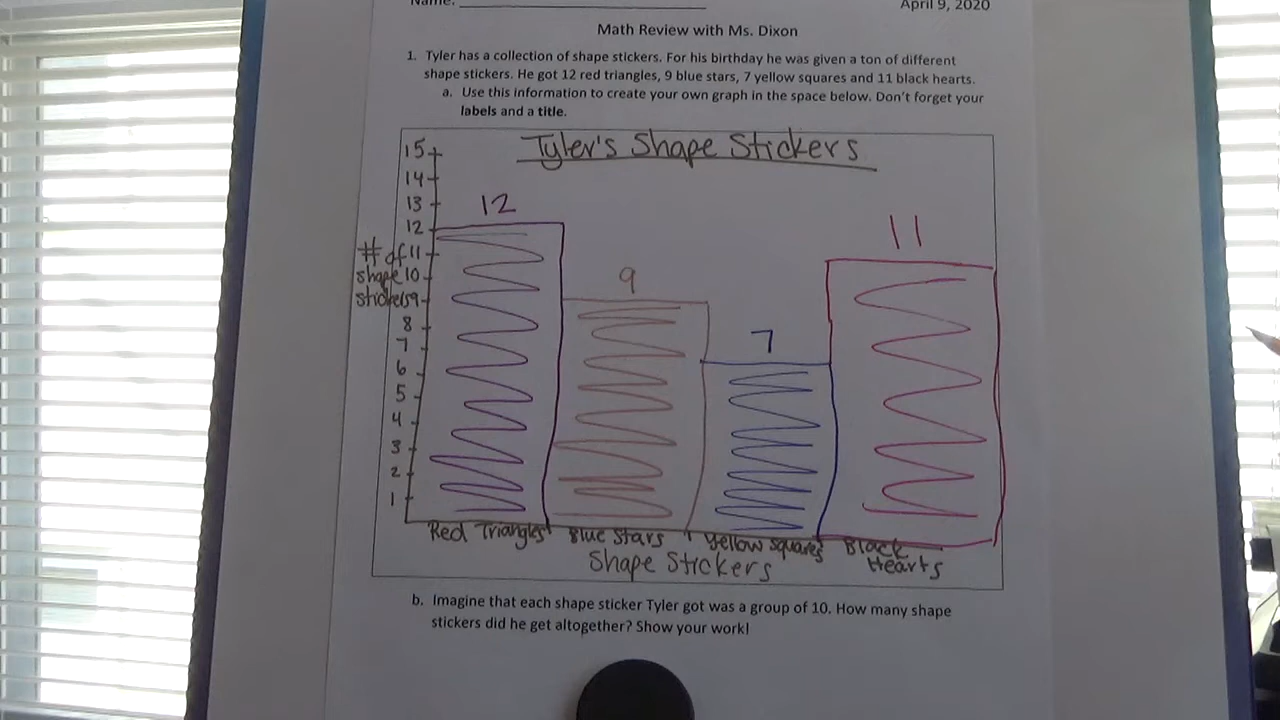 Name:
April 9, 2020
Math Review with Ms. Dixon
1. Tyler has a collection of shape stickers. For his birthday he was given a ton of different
shape stickers. He got 12 red triangles, 9 blue stars, 7 yellow squares and 11 black hearts.
a. Use this information to create your own graph in the space below. Don't forget your
labels and a title.
Tyler's Shape Stickers
15
14
13
12
11
10
9
8
7
6
5
4
3
2
1
# of
shape
stickers
12
9
7
11
Red Triangles
Blue Stars
Yellow Squares
Black
Hearts
Shape Stickers
b. Imagine that each shape sticker Tyler got was a group of 10. How many shape
stickers did he get altogether? Show your work!